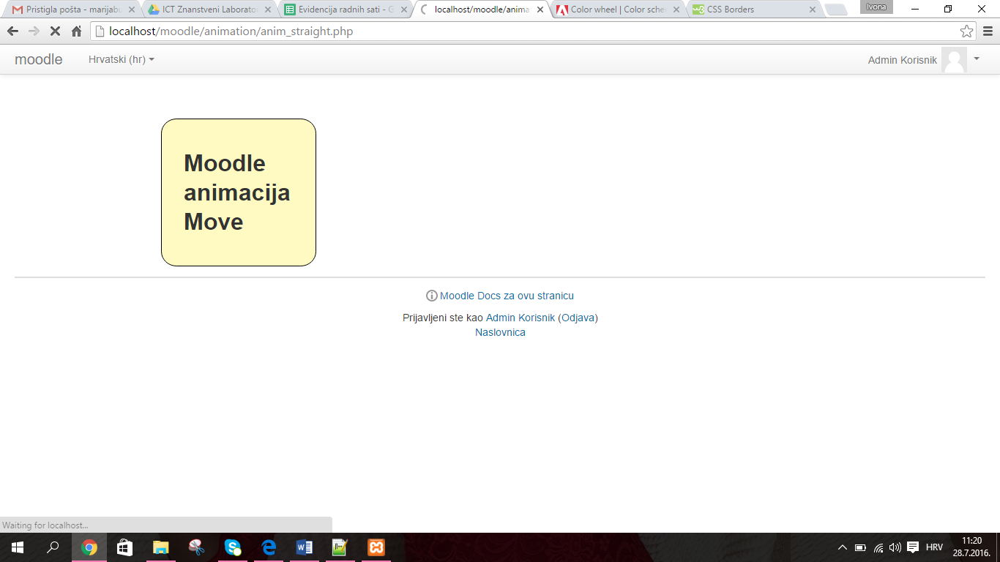 Pristigla pošta - marijabu
ICT Znanstveni Laborato
Evidencija radnih sati - G
localhost/moodle/anima
Color wheel | Color sche
CSS Borders
Ivona
localhost/moodle/animation/anim_straight.php
moodle
Hrvatski (hr)
Admin Korisnik
Moodle
animacija
Move
Moodle Docs za ovu stranicu
Prijavljeni ste kao Admin Korisnik (Odjava)
Naslovnica
Waiting for localhost...
HRV
11:20
28.7.2016.